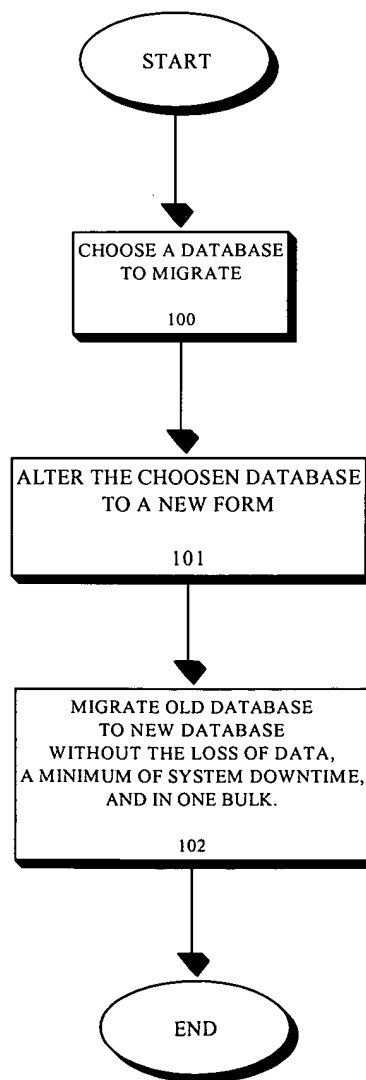 START
CHOOSE A DATABASE
TO MIGRATE
100
ALTER THE CHOOSEN DATABASE
TO A NEW FORM
101
MIGRATE OLD DATABASE
TO NEW DATABASE
WITHOUT THE LOSS OF DATA,
A MINIMUM OF SYSTEM DOWNTIME,
AND IN ONE BULK.
102
END